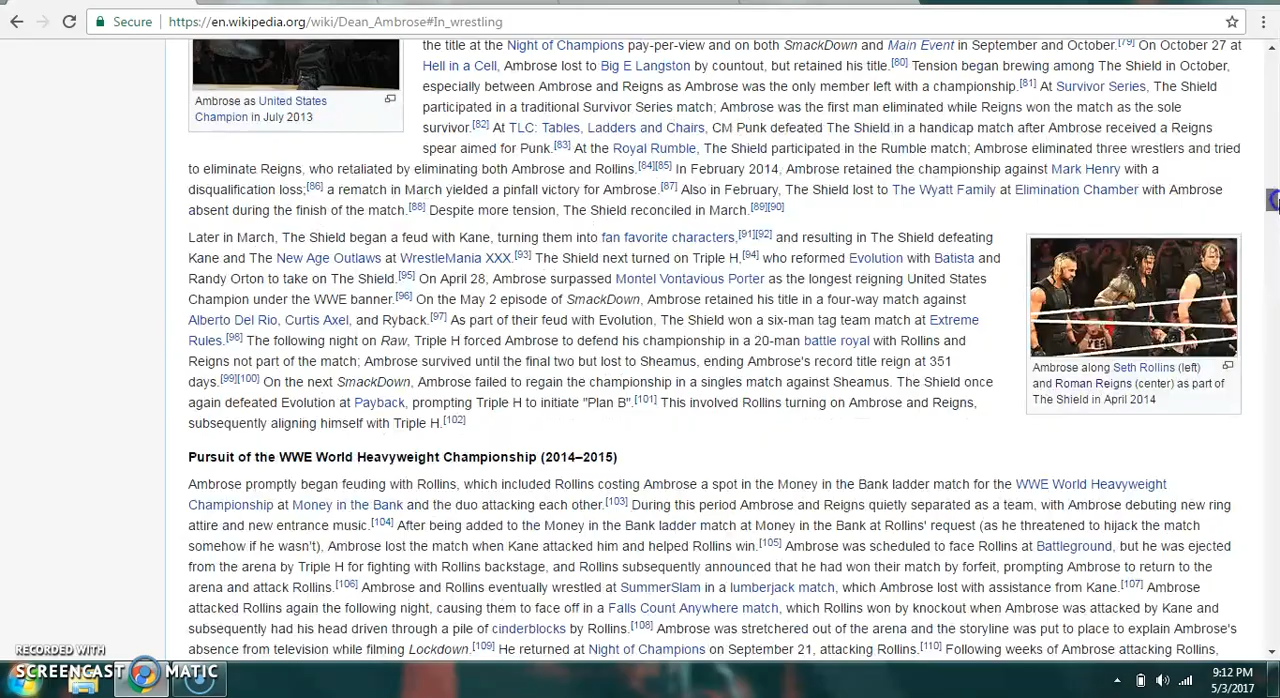 Secure
https://en.wikipedia.org/wiki/Dean_Ambrose#In_wrestling
Ambrose as United States
Champion in July 2013
the title at the Night of Champions pay-per-view and on both SmackDown and Main Event in September and October.[79] On October 27 at
Hell in a Cell, Ambrose lost to Big E Langston by countout, but retained his title.[80] Tension began brewing among The Shield in October,
especially between Ambrose and Reigns as Ambrose was the only member left with a championship.[81] At Survivor Series, The Shield
participated in a traditional Survivor Series match; Ambrose was the first man eliminated while Reigns won the match as the sole
survivor.[82] At TLC: Tables, Ladders and Chairs, CM Punk defeated The Shield in a handicap match after Ambrose received a Reigns
spear aimed for Punk.[83] At the Royal Rumble, The Shield participated in the Rumble match; Ambrose eliminated three wrestlers and tried
to eliminate Reigns, who retaliated by eliminating both Ambrose and Rollins.[84][85] In February 2014, Ambrose retained the championship against Mark Henry with a
disqualification loss;[86] a rematch in March yielded a pinfall victory for Ambrose.[87] Also in February, The Shield lost to The Wyatt Family at Elimination Chamber with Ambrose
absent during the finish of the match.[88] Despite more tension, The Shield reconciled in March.[89][90]
Later in March, The Shield began a feud with Kane, turning them into fan favorite characters,[91][92] and resulting in The Shield defeating
Kane and The New Age Outlaws at WrestleMania XXX.[93] The Shield next turned on Triple H,[94] who reformed Evolution with Batista and
Randy Orton to take on The Shield.[95] On April 28, Ambrose surpassed Montel Vontavious Porter as the longest reigning United States
Champion under the WWE banner.[96] On the May 2 episode of SmackDown, Ambrose retained his title in a four-way match against
Alberto Del Rio, Curtis Axel, and Ryback.[97] As part of their feud with Evolution, The Shield won a six-man tag team match at Extreme
Rules.[98] The following night on Raw, Triple H forced Ambrose to defend his championship in a 20-man battle royal with Rollins and
Reigns not part of the match; Ambrose survived until the final two but lost to Sheamus, ending Ambrose's record title reign at 351
days.[99][100] On the next SmackDown, Ambrose failed to regain the championship in a singles match against Sheamus. The Shield once
again defeated Evolution at Payback, prompting Triple H to initiate "Plan B".[101] This involved Rollins turning on Ambrose and Reigns,
subsequently aligning himself with Triple H.[102]
YES
Ambrose along Seth Rollins (left)
and Roman Reigns (center) as part of
The Shield in April 2014
Pursuit of the WWE World Heavyweight Championship (2014–2015)
Ambrose promptly began feuding with Rollins, which included Rollins costing Ambrose a spot in the Money in the Bank ladder match for the WWE World Heavyweight
Championship at Money in the Bank and the duo attacking each other.[103] During this period Ambrose and Reigns quietly separated as a team, with Ambrose debuting new ring
attire and new entrance music.[104] After being added to the Money in the Bank ladder match at Money in the Bank at Rollins' request (as he threatened to hijack the match
somehow if he wasn't), Ambrose lost the match when Kane attacked him and helped Rollins win.[105] Ambrose was scheduled to face Rollins at Battleground, but he was ejected
from the arena by Triple H for fighting with Rollins backstage, and Rollins subsequently announced that he had won their match by forfeit, prompting Ambrose to return to the
arena and attack Rollins.[106] Ambrose and Rollins eventually wrestled at SummerSlam in a lumberjack match, which Ambrose lost with assistance from Kane.[107] Ambrose
attacked Rollins again the following night, causing them to face off in a Falls Count Anywhere match, which Rollins won by knockout when Ambrose was attacked by Kane and
subsequently had his head driven through a pile of cinderblocks by Rollins.[108] Ambrose was stretchered out of the arena and the storyline was put to place to explain Ambrose's
absence from television while filming Lockdown.[109] He returned at Night of Champions on September 21, attacking Rollins.[110] Following weeks of Ambrose attacking Rollins,
RECORDED WITH
SCREENCAST MATIC
9:12 PM
5/3/2017